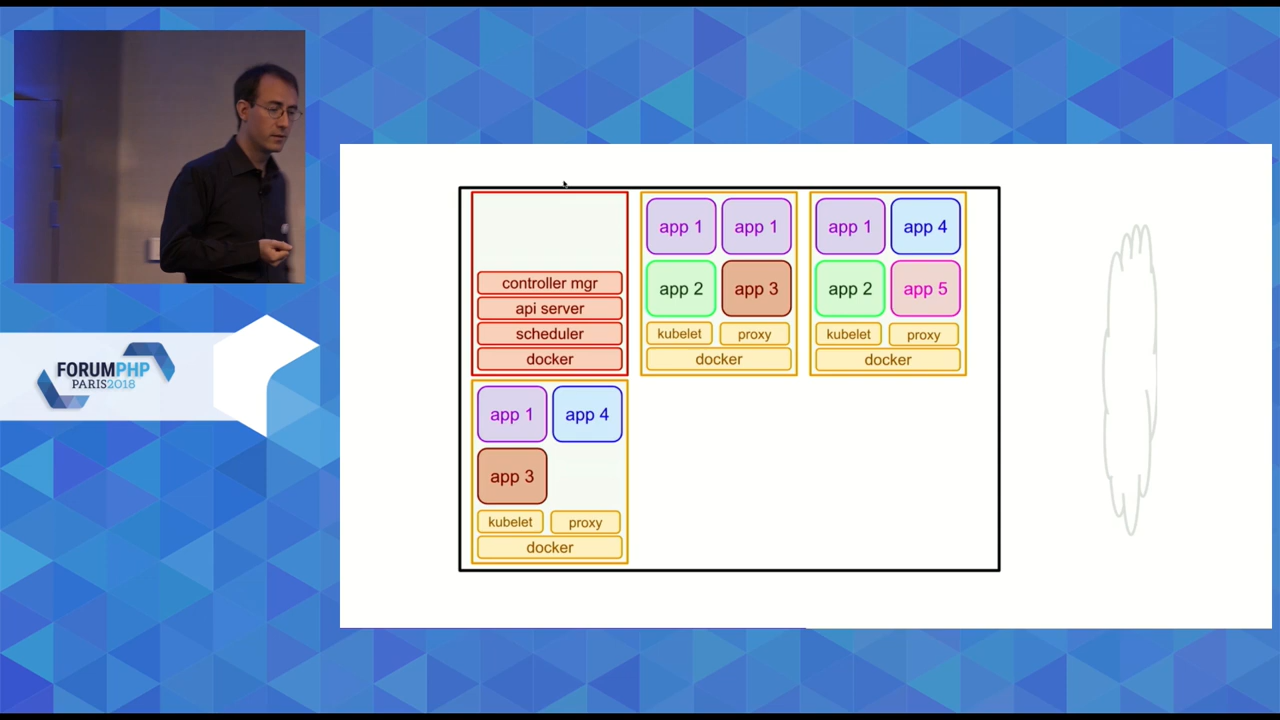 FORUMPHP
PARIS2018
controller mgr
api server
scheduler
docker
app 1 app 1
app 2 app 3
kubelet proxy
docker
app 1 app 4
app 2 app 5
kubelet proxy
docker
app 1 app 4
app 3
kubelet proxy
docker